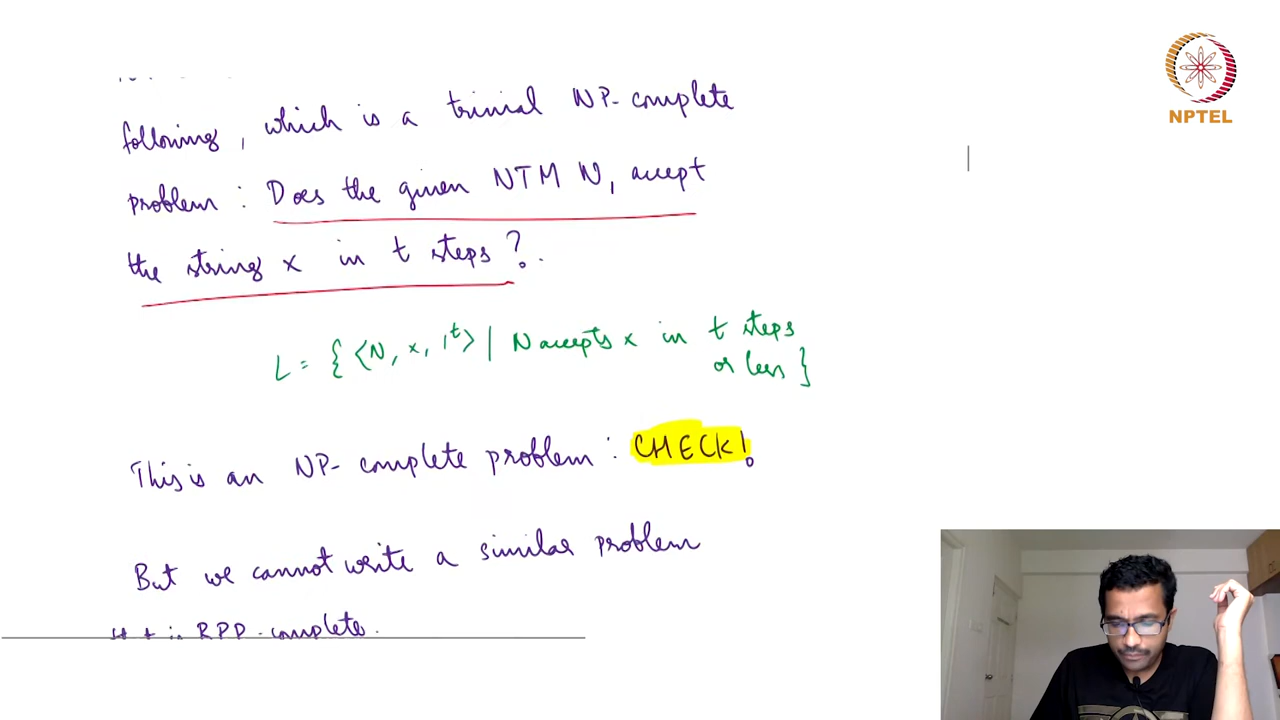 NPTEL
following, which is a trivial NP-complete
problem : Does the given NTM N, accept
the string x in t steps ?.
L = { ⟨N, x, 1^t⟩ | N accepts x in t steps
or less }
This is an NP-complete problem : CHECK!
But we cannot write a similar problem
BPP-complete.